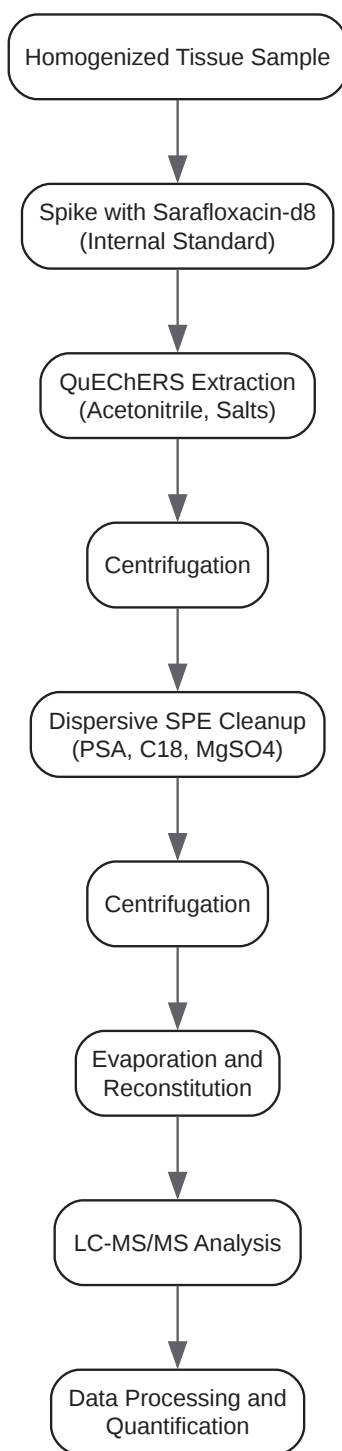 Homogenized Tissue Sample
Spike with Sarafloxacin-d8
(Internal Standard)
QuEChERS Extraction
(Acetonitrile, Salts)
Centrifugation
Dispersive SPE Cleanup
(PSA, C18, MgSO4)
Centrifugation
Evaporation and
Reconstitution
LC-MS/MS Analysis
Data Processing and
Quantification